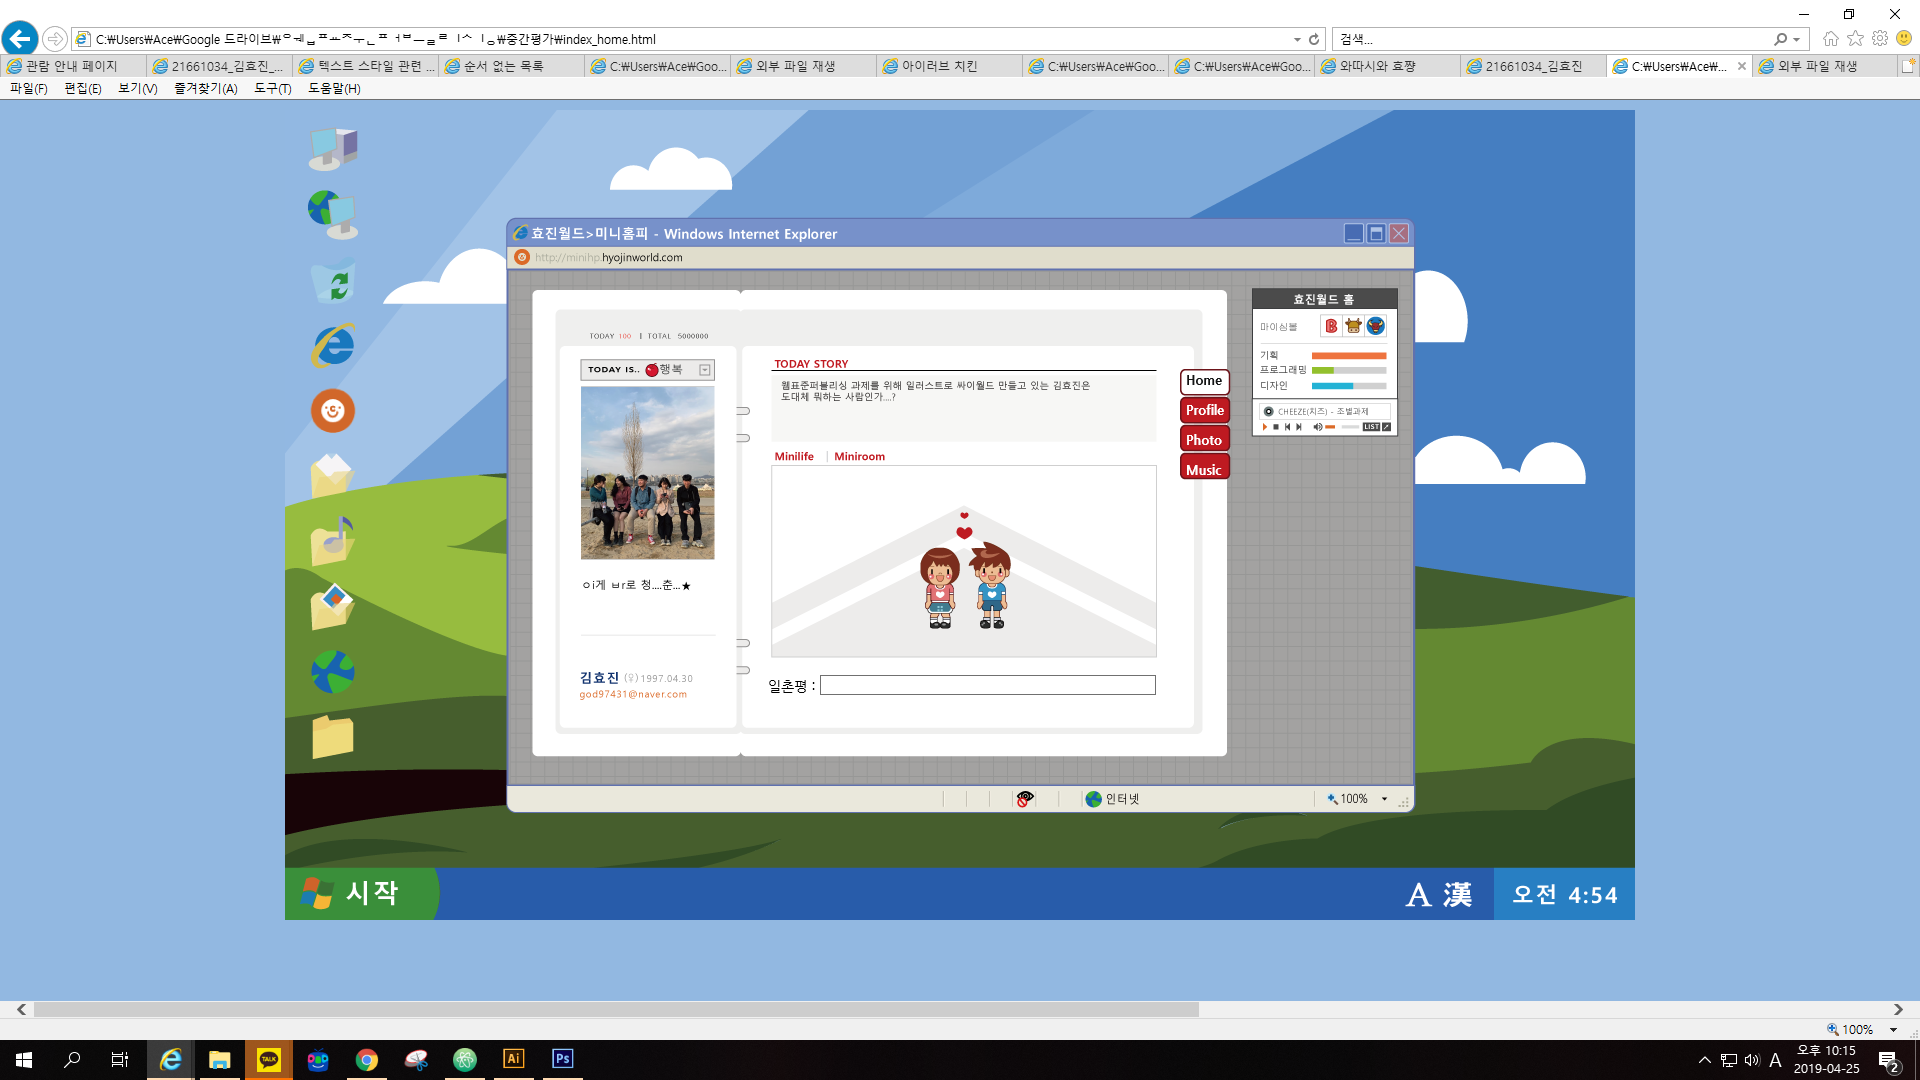 C:₩Users₩Ace₩Google 드라이브₩
₩중간평가₩index_home.html
검색...
관람 안내 페이지
21661034_김효진_...
텍스트 스타일 관련 ...
순서 없는 목록
C:₩Users₩Ace₩Goo...
외부 파일 재생
아이러브 치킨
C:₩Users₩Ace₩Goo...
C:₩Users₩Ace₩Goo...
와따시와 효쨩
21661034_김효진
C:₩Users₩Ace₩...
외부 파일 재생
파일(F) 편집(E) 보기(V) 즐겨찾기(A) 도구(T) 도움말(H)
효진월드>미니홈피 - Windows Internet Explorer
http://minihp.hyojinworld.com
TODAY 100 | TOTAL 5000000
TODAY IS.. 행복
ㅇi게 ㅂr로 청....춘...★
김효진 (♀)1997.04.30
god97431@naver.com
TODAY STORY
웹표준퍼블리싱 과제를 위해 일러스트로 싸이월드 만들고 있는 김효진은
도대체 뭐하는 사람인가....?
Minilife | Miniroom
일촌평 :
Home
Profile
Photo
Music
효진월드 홈
마이심볼
B
기획
프로그래밍
디자인
CHEEZE(치즈) - 조별과제
LIST
인터넷
100%
시작
A 漢
오전 4:54
100%
TALK
Ai
Ps
A
오후 10:15
2019-04-25
2